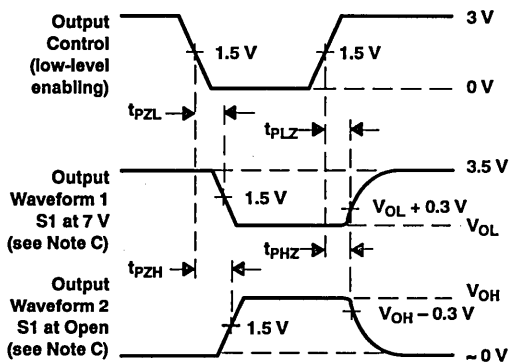 Output
Control
(low-level
enabling)
1.5 V
1.5 V
3 V
0 V
tPZL
tPLZ
Output
Waveform 1
S1 at 7 V
(see Note C)
1.5 V
3.5 V
VOL + 0.3 V
VOL
tPZH
tPHZ
Output
Waveform 2
S1 at Open
(see Note C)
1.5 V
VOH
VOH – 0.3 V
~ 0 V